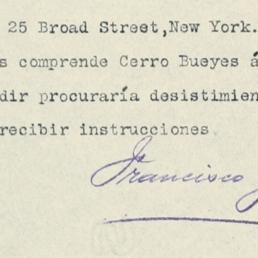 25 Broad Street,New York.
s comprende Cerro Bueyes á
dir procuraría desistimien
recibir instrucciones
Francisco